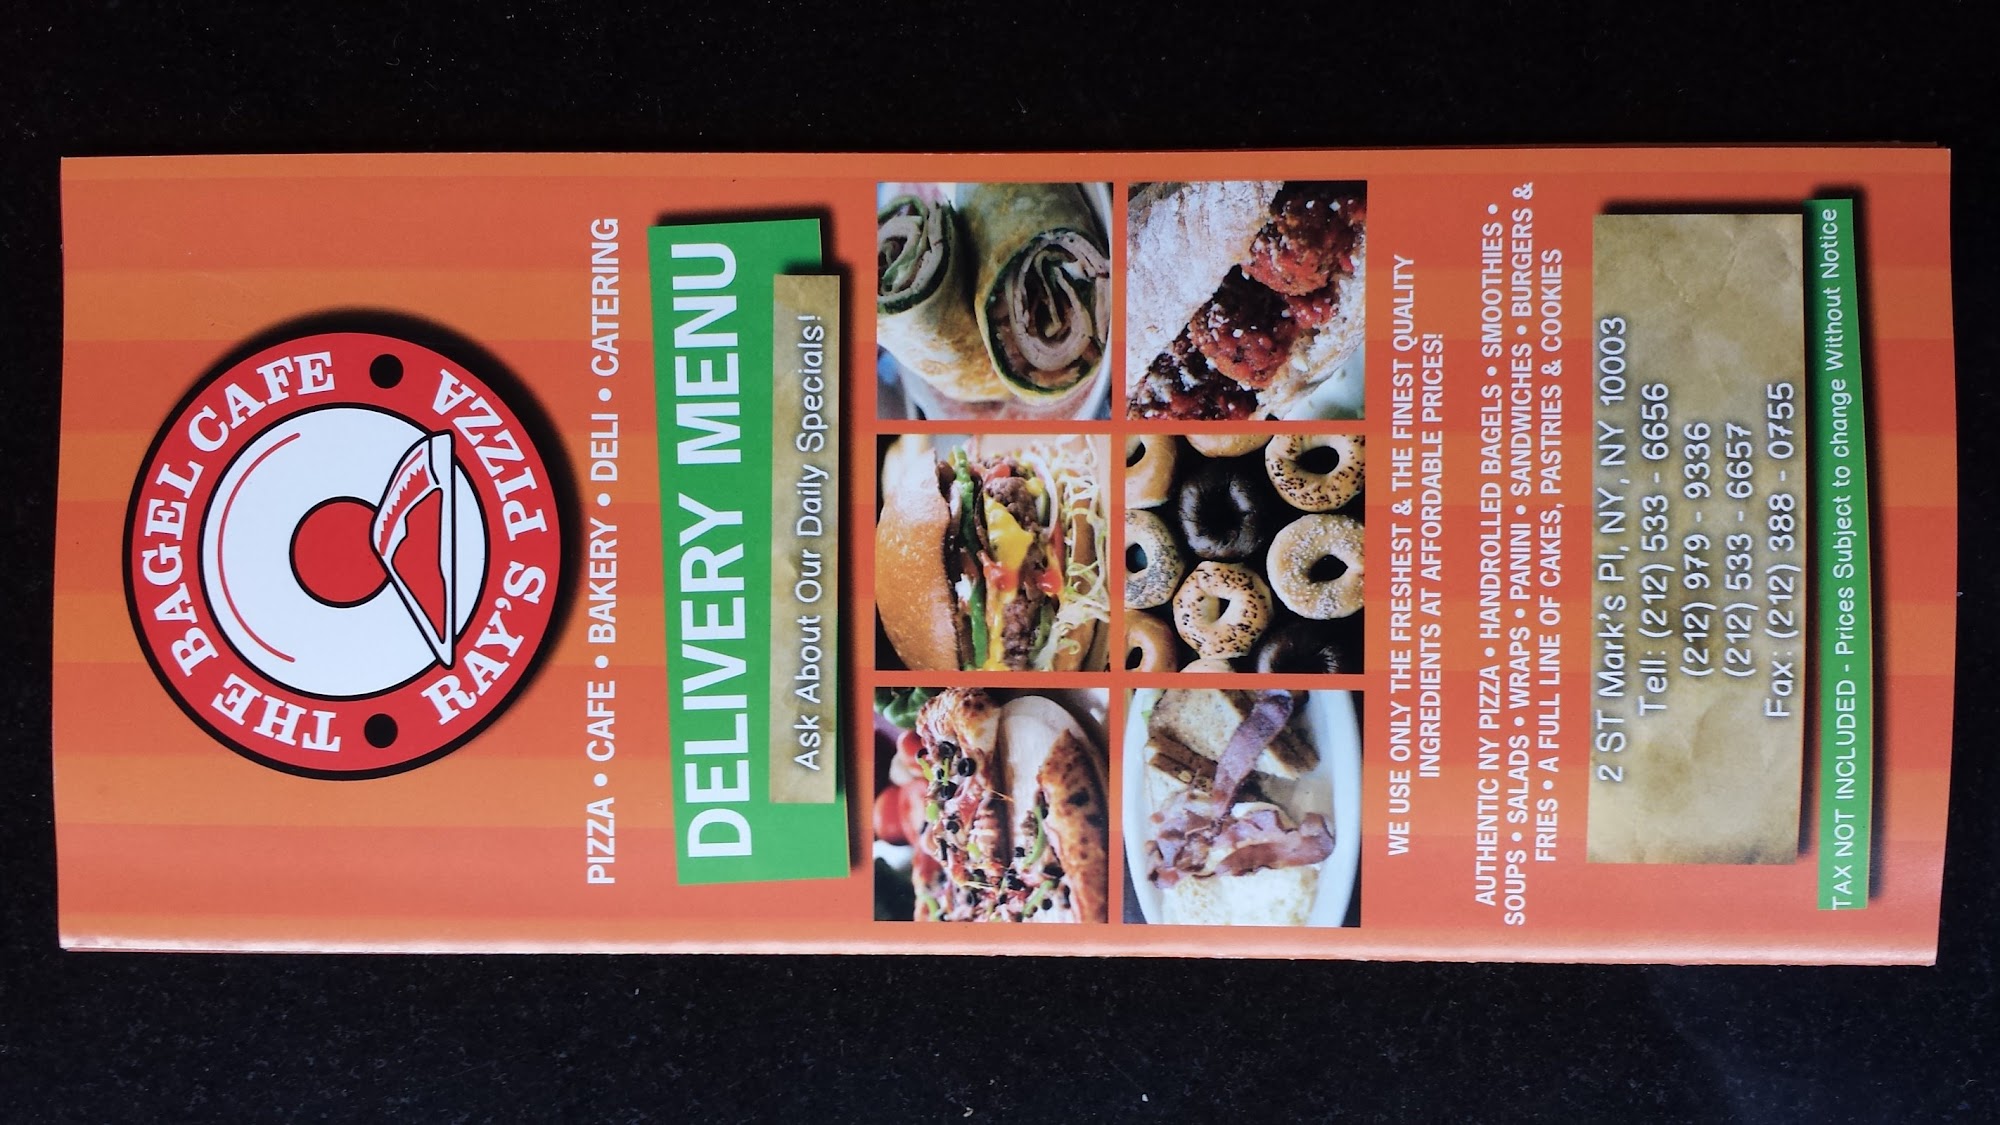 THE BAGEL CAFE
RAY'S PIZZA
PIZZA • CAFE • BAKERY • DELI • CATERING
DELIVERY MENU
Ask About Our Daily Specials!
WE USE ONLY THE FRESHEST & THE FINEST QUALITY
INGREDIENTS AT AFFORDABLE PRICES!
AUTHENTIC NY PIZZA • HANDROLLED BAGELS • SMOOTHIES •
SOUPS • SALADS • WRAPS • PANINI • SANDWICHES • BURGERS &
FRIES • A FULL LINE OF CAKES, PASTRIES & COOKIES
2 ST Mark's Pl, NY, NY 10003
Tell: (212) 533 - 6656
(212) 979 - 9336
(212) 533 - 6657
Fax: (212) 388 - 0755
TAX NOT INCLUDED - Prices Subject to change Without Notice